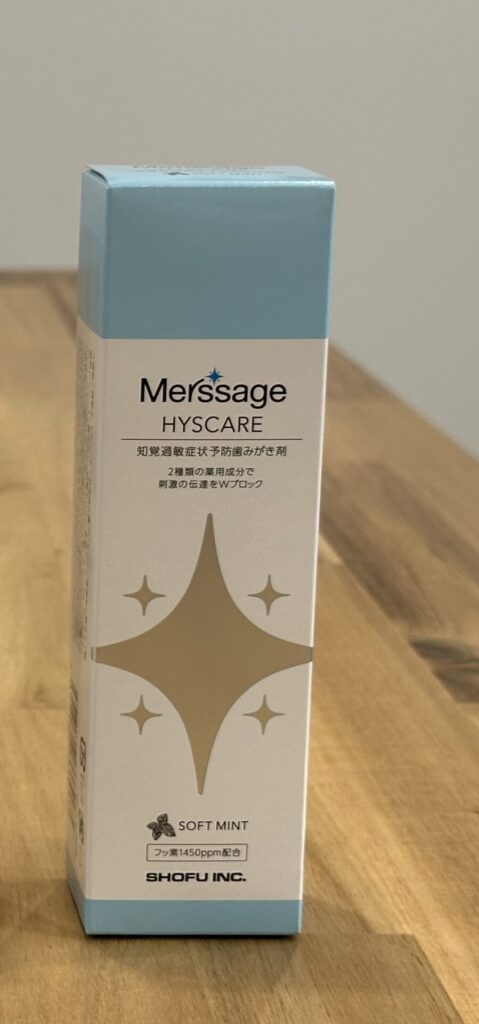 SOFT MINT
Merssage
HYSCARE
知覚過敏症状予防歯みがき剤
2種類の薬用成分で
刺激の伝達をWブロック
SOFT MINT
フッ素1450ppm配合
SHOFU INC.